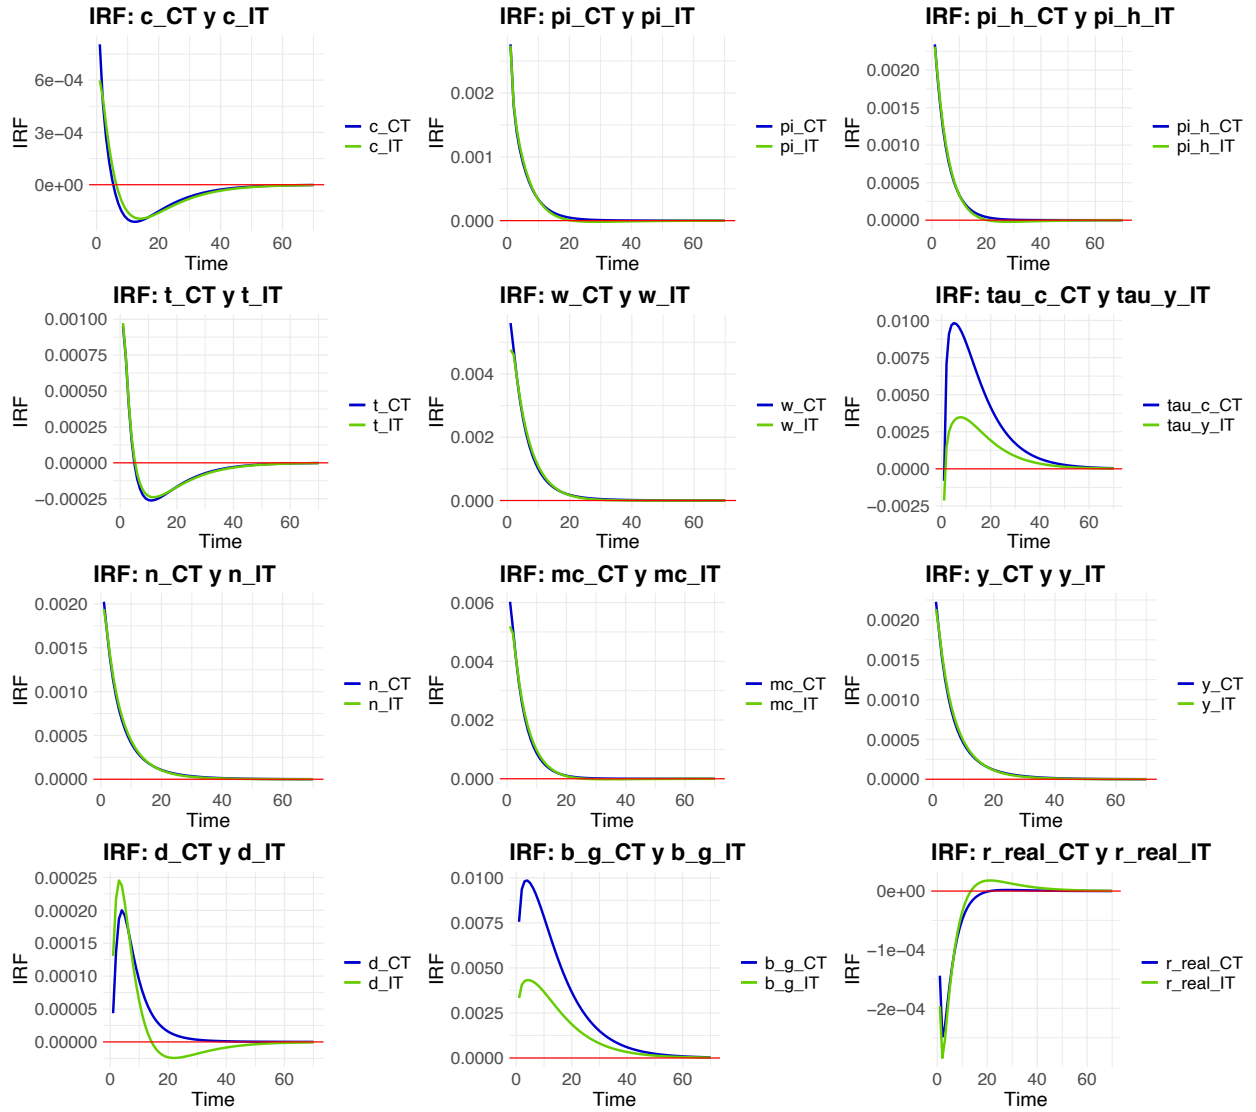 IRF: c_CT y c_IT
6e−04
3e−04
0e+00
IRF
0 20 40 60
Time
c_CT
c_IT
IRF: pi_CT y pi_IT
0.002
0.001
0.000
IRF
0 20 40 60
Time
pi_CT
pi_IT
IRF: pi_h_CT y pi_h_IT
0.0020
0.0015
0.0010
0.0005
0.0000
IRF
0 20 40 60
Time
pi_h_CT
pi_h_IT
IRF: t_CT y t_IT
0.00100
0.00075
0.00050
0.00025
0.00000
−0.00025
IRF
0 20 40 60
Time
t_CT
t_IT
IRF: w_CT y w_IT
0.004
0.002
0.000
IRF
0 20 40 60
Time
w_CT
w_IT
IRF: tau_c_CT y tau_y_IT
0.0100
0.0075
0.0050
0.0025
0.0000
−0.0025
IRF
0 20 40 60
Time
tau_c_CT
tau_y_IT
IRF: n_CT y n_IT
0.0020
0.0015
0.0010
0.0005
0.0000
IRF
0 20 40 60
Time
n_CT
n_IT
IRF: mc_CT y mc_IT
0.006
0.004
0.002
0.000
IRF
0 20 40 60
Time
mc_CT
mc_IT
IRF: y_CT y y_IT
0.0020
0.0015
0.0010
0.0005
0.0000
IRF
0 20 40 60
Time
y_CT
y_IT
IRF: d_CT y d_IT
0.00025
0.00020
0.00015
0.00010
0.00005
0.00000
IRF
0 20 40 60
Time
d_CT
d_IT
IRF: b_g_CT y b_g_IT
0.0100
0.0075
0.0050
0.0025
0.0000
IRF
0 20 40 60
Time
b_g_CT
b_g_IT
IRF: r_real_CT y r_real_IT
0e+00
−1e−04
−2e−04
IRF
0 20 40 60
Time
r_real_CT
r_real_IT